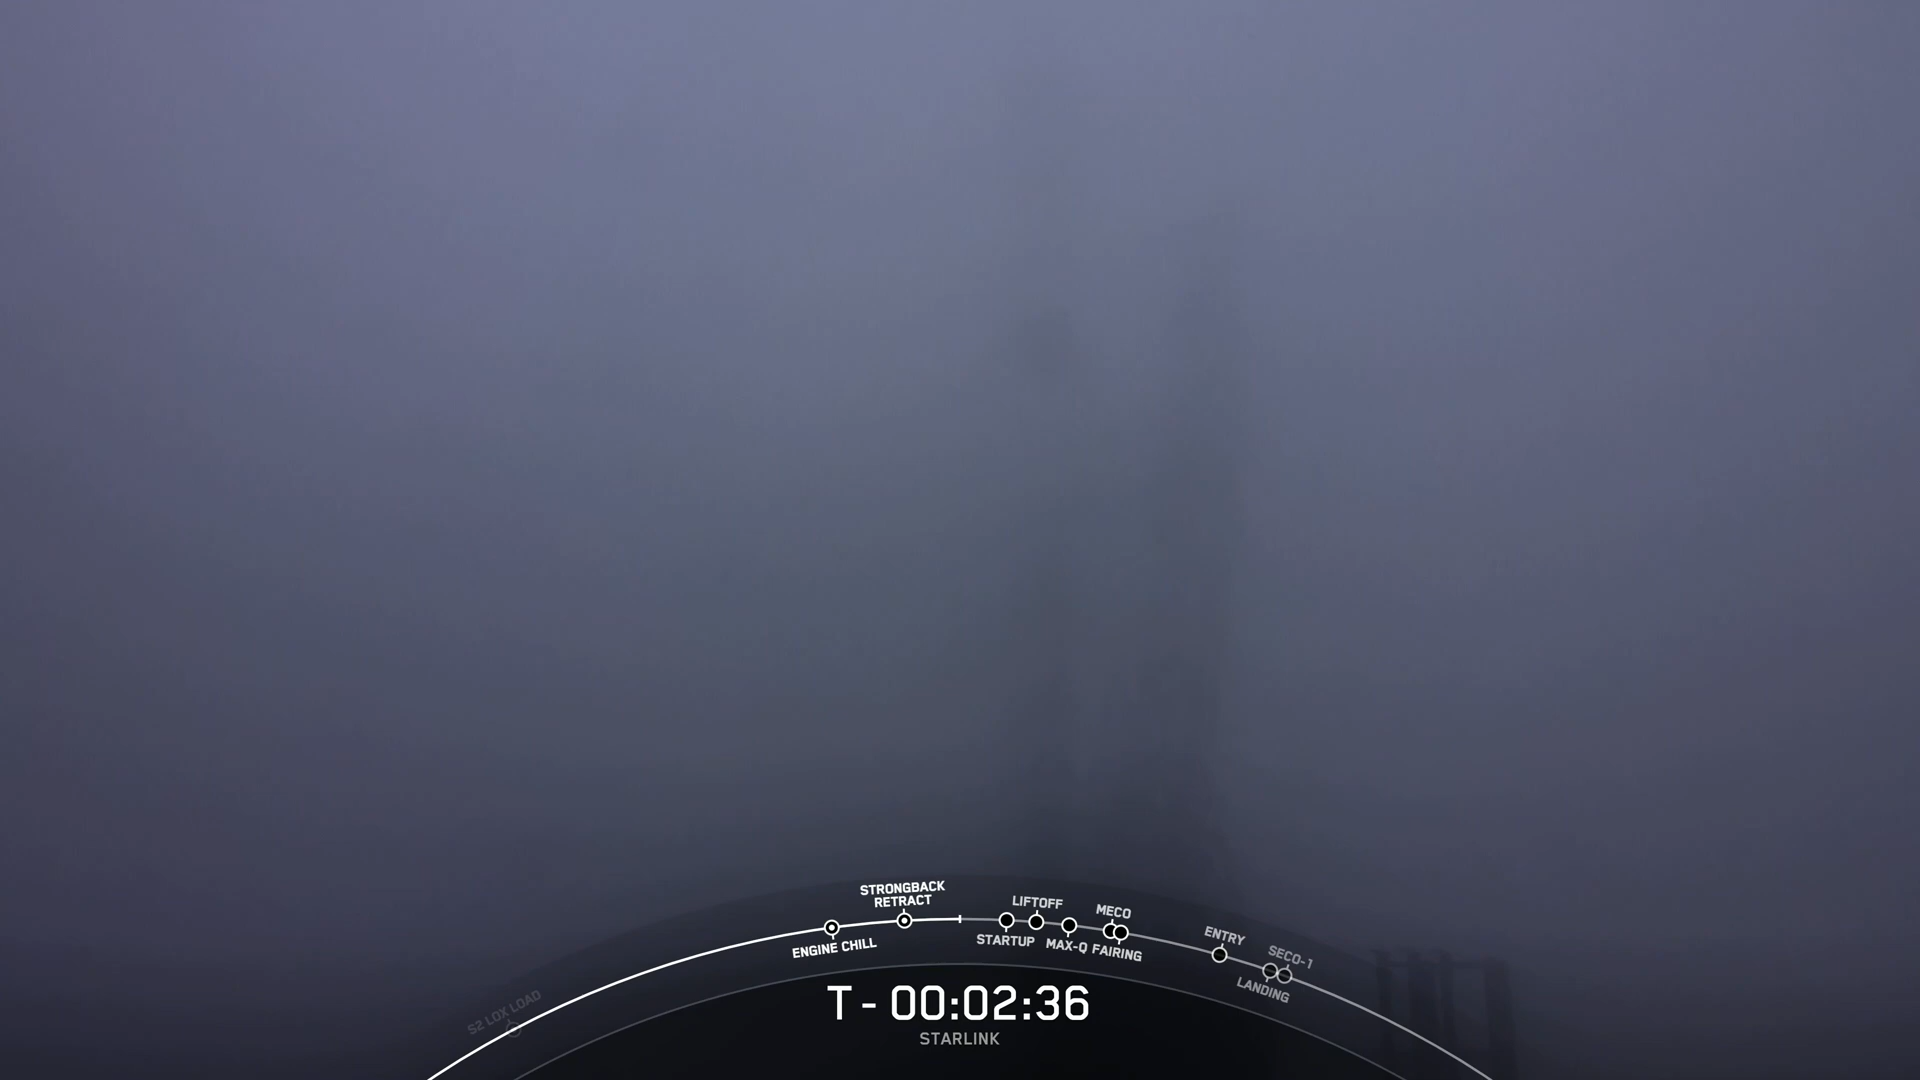 STRONGBACK
RETRACT
LIFTOFF
MECO
ENGINE CHILL
STARTUP
MAX-Q
FAIRING
ENTRY
SECO-1
LANDING
S2 LOX LOAD
T - 00:02:36
STARLINK